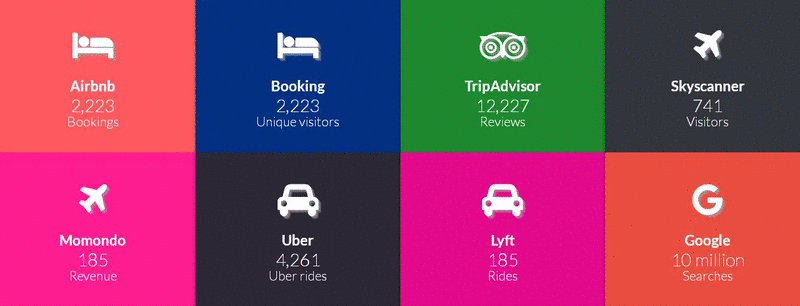 Airbnb
2,223
Bookings
Booking
2,223
Unique visitors
TripAdvisor
12,227
Reviews
Skyscanner
741
Visitors
Momondo
185
Revenue
Uber
4,261
Uber rides
Lyft
185
Rides
G
Google
10 million
Searches